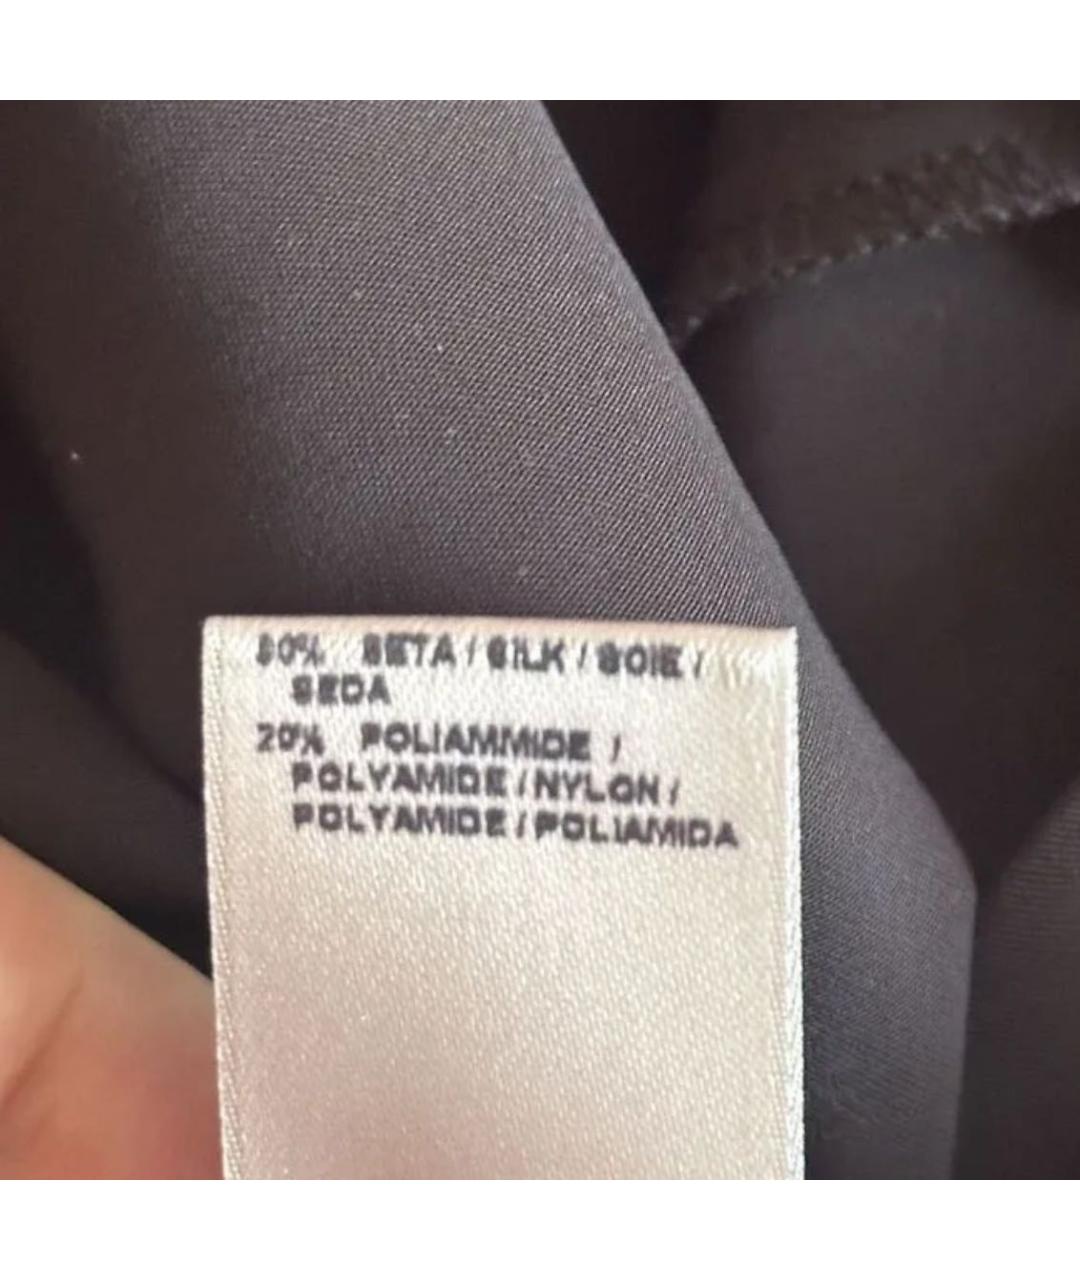 80% SETA / SILK / SOIE /
SEDA
20% POLIAMMIDE /
POLYAMIDE / NYLON /
POLYAMIDE / POLIAMIDA